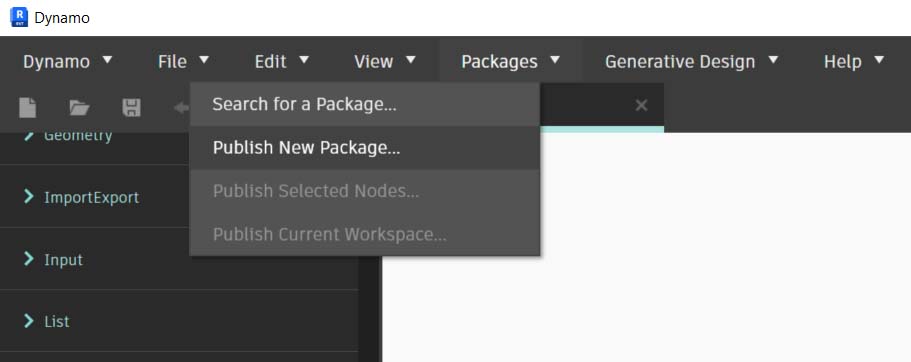 R
RVT
Dynamo
Dynamo File Edit View Packages Generative Design Help
Search for a Package...
Publish New Package...
Publish Selected Nodes...
Publish Current Workspace...
Geometry
ImportExport
Input
List